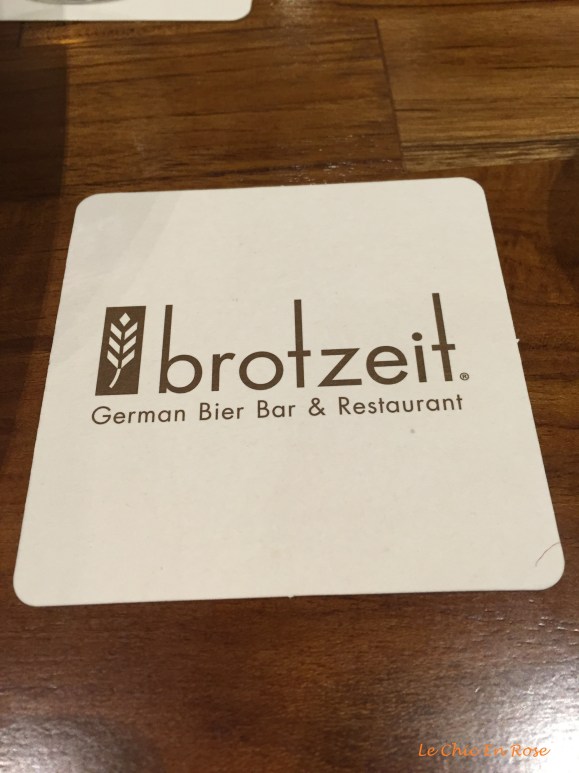 brotzeit®
German Bier Bar & Restaurant
Le Chic En Rose